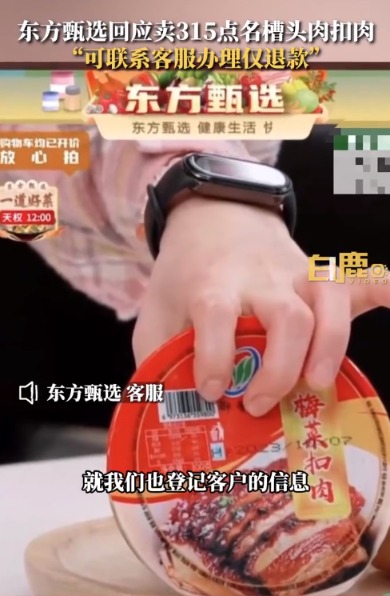 东方甄选回应卖315点名槽头肉扣肉
“可联系客服办理仅退款”
东方甄选
东方甄选 健康生活
购物车均已开价
放心拍
一道好菜
天权 12:00
白鹿
VIDEO
梅菜扣肉
东方甄选 客服
就我们也登记客户的信息